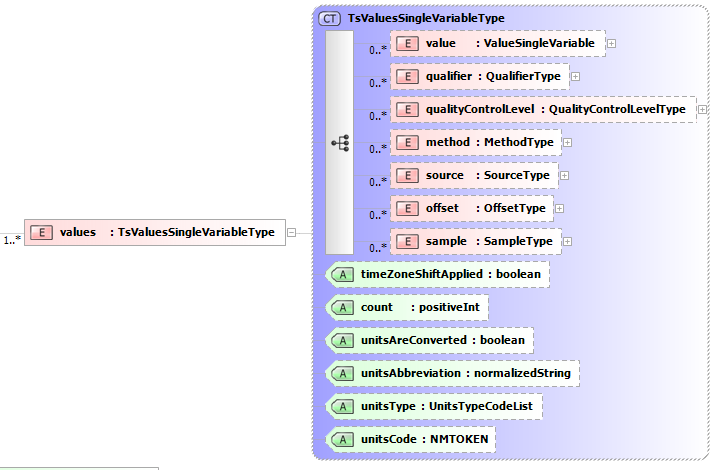 CT TsValuesSingleVariableType
0..* E value : ValueSingleVariable
0..* E qualifier : QualifierType
0..* E qualityControlLevel : QualityControlLevelType
0..* E method : MethodType
0..* E source : SourceType
0..* E offset : OffsetType
1..* E values : TsValuesSingleVariableType
0..* E sample : SampleType
A timeZoneShiftApplied : boolean
A count : positiveInt
A unitsAreConverted : boolean
A unitsAbbreviation : normalizedString
A unitsType : UnitsTypeCodeList
A unitsCode : NMTOKEN